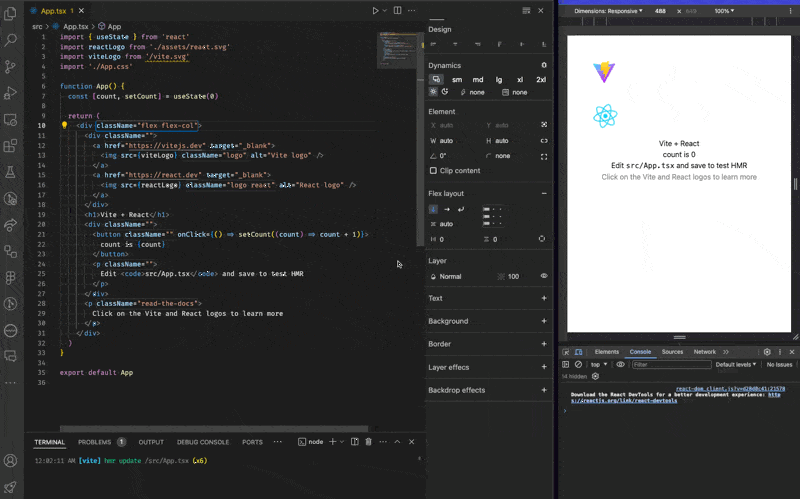 App.tsx 1
src > App.tsx > App
1 import { useState } from 'react'
2 import reactLogo from './assets/react.svg'
3 import viteLogo from '/vite.svg'
4 import './App.css'
5
6 function App() {
7 const [count, setCount] = useState(0)
8
9 return (
10 <div className="flex flex-col">
11 <div className="">
12 <a href="https://vitejs.dev" target="_blank">
13 <img src={viteLogo} className="logo" alt="Vite logo" />
14 </a>
15 <a href="https://react.dev" target="_blank">
16 <img src={reactLogo} className="logo react" alt="React logo" />
17 </a>
18 </div>
19 <h1>Vite + React</h1>
20 <div className="">
21 <button className="" onClick={() => setCount((count) => count + 1)}>
22 count is {count}
23 </button>
24 <p className="">
25 Edit <code>src/App.tsx</code> and save to test HMR
26 </p>
27 </div>
28 <p className="read-the-docs">
29 Click on the Vite and React logos to learn more
30 </p>
31 </div>
32 )
33 }
34
35 export default App
36
TERMINAL PROBLEMS 1 OUTPUT DEBUG CONSOLE PORTS node
12:02:11 AM [vite] hmr update /src/App.tsx (x6)
Design
Dynamics
sm md lg xl 2xl
none none
Element
X auto Y auto
W auto H auto
0° none
Clip content
Flex layout
auto
0 0
Layer
Normal 100
Text
Background
Border
Layer effecs
Backdrop effects
Dimensions: Responsive 488 × 100%
Vite + React
count is 0
Edit src/App.tsx and save to test HMR
Click on the Vite and React logos to learn more
Elements Console Sources Network
top Filter Default levels No Issues
14 hidden
react-dom_client.js?v=d20d8c41:21578
Download the React DevTools for a better development experience: http
s://reactjs.org/link/react-devtools